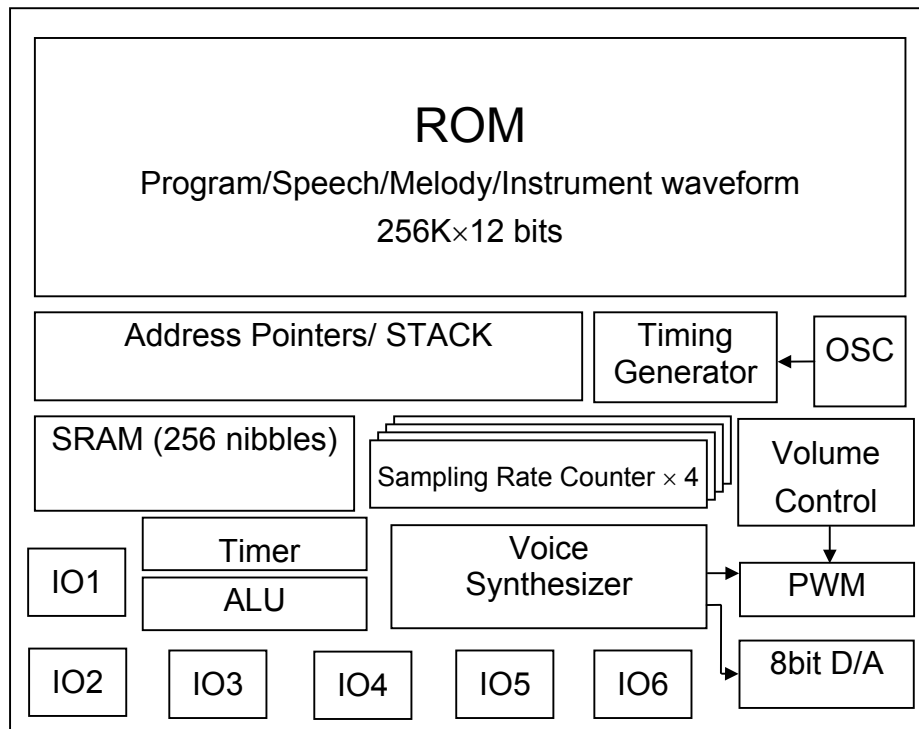 ROM
Program/Speech/Melody/Instrument waveform
256K×12 bits
Address Pointers/ STACK
Timing
Generator
OSC
SRAM (256 nibbles)
Sampling Rate Counter × 4
Volume
Control
Timer
Voice
Synthesizer
IO1
ALU
PWM
IO2
IO3
IO4
IO5
IO6
8bit D/A